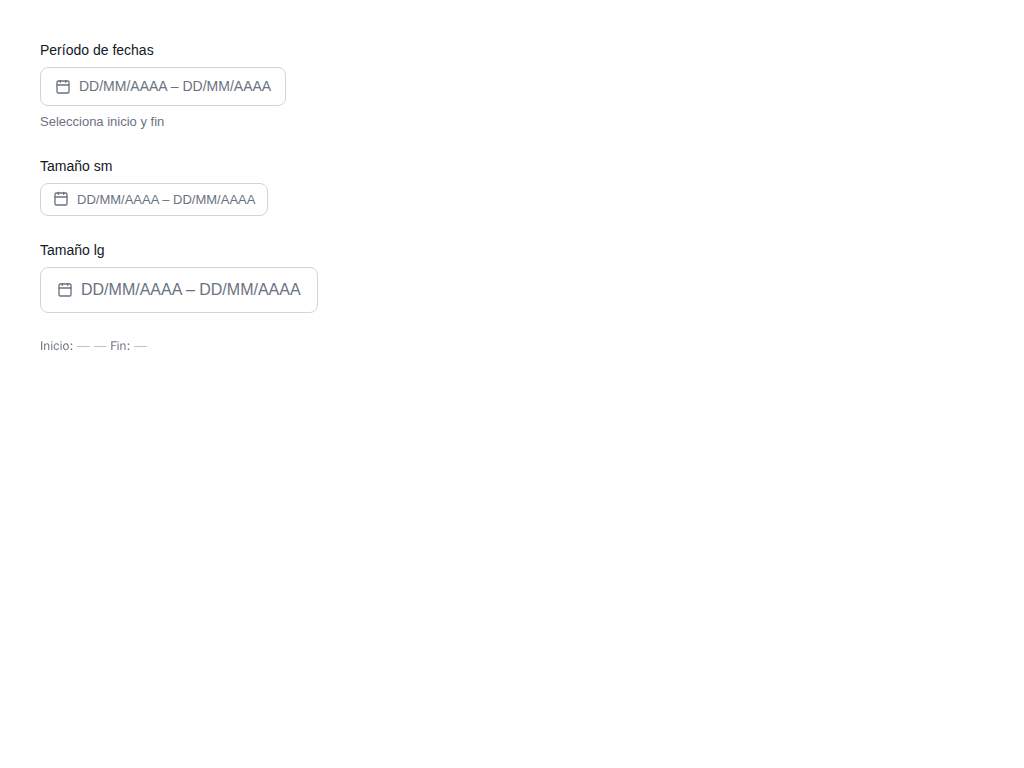 Período de fechas
DD/MM/AAAA – DD/MM/AAAA
Selecciona inicio y fin
Tamaño sm
DD/MM/AAAA – DD/MM/AAAA
Tamaño lg
DD/MM/AAAA – DD/MM/AAAA
Inicio: — — Fin: —